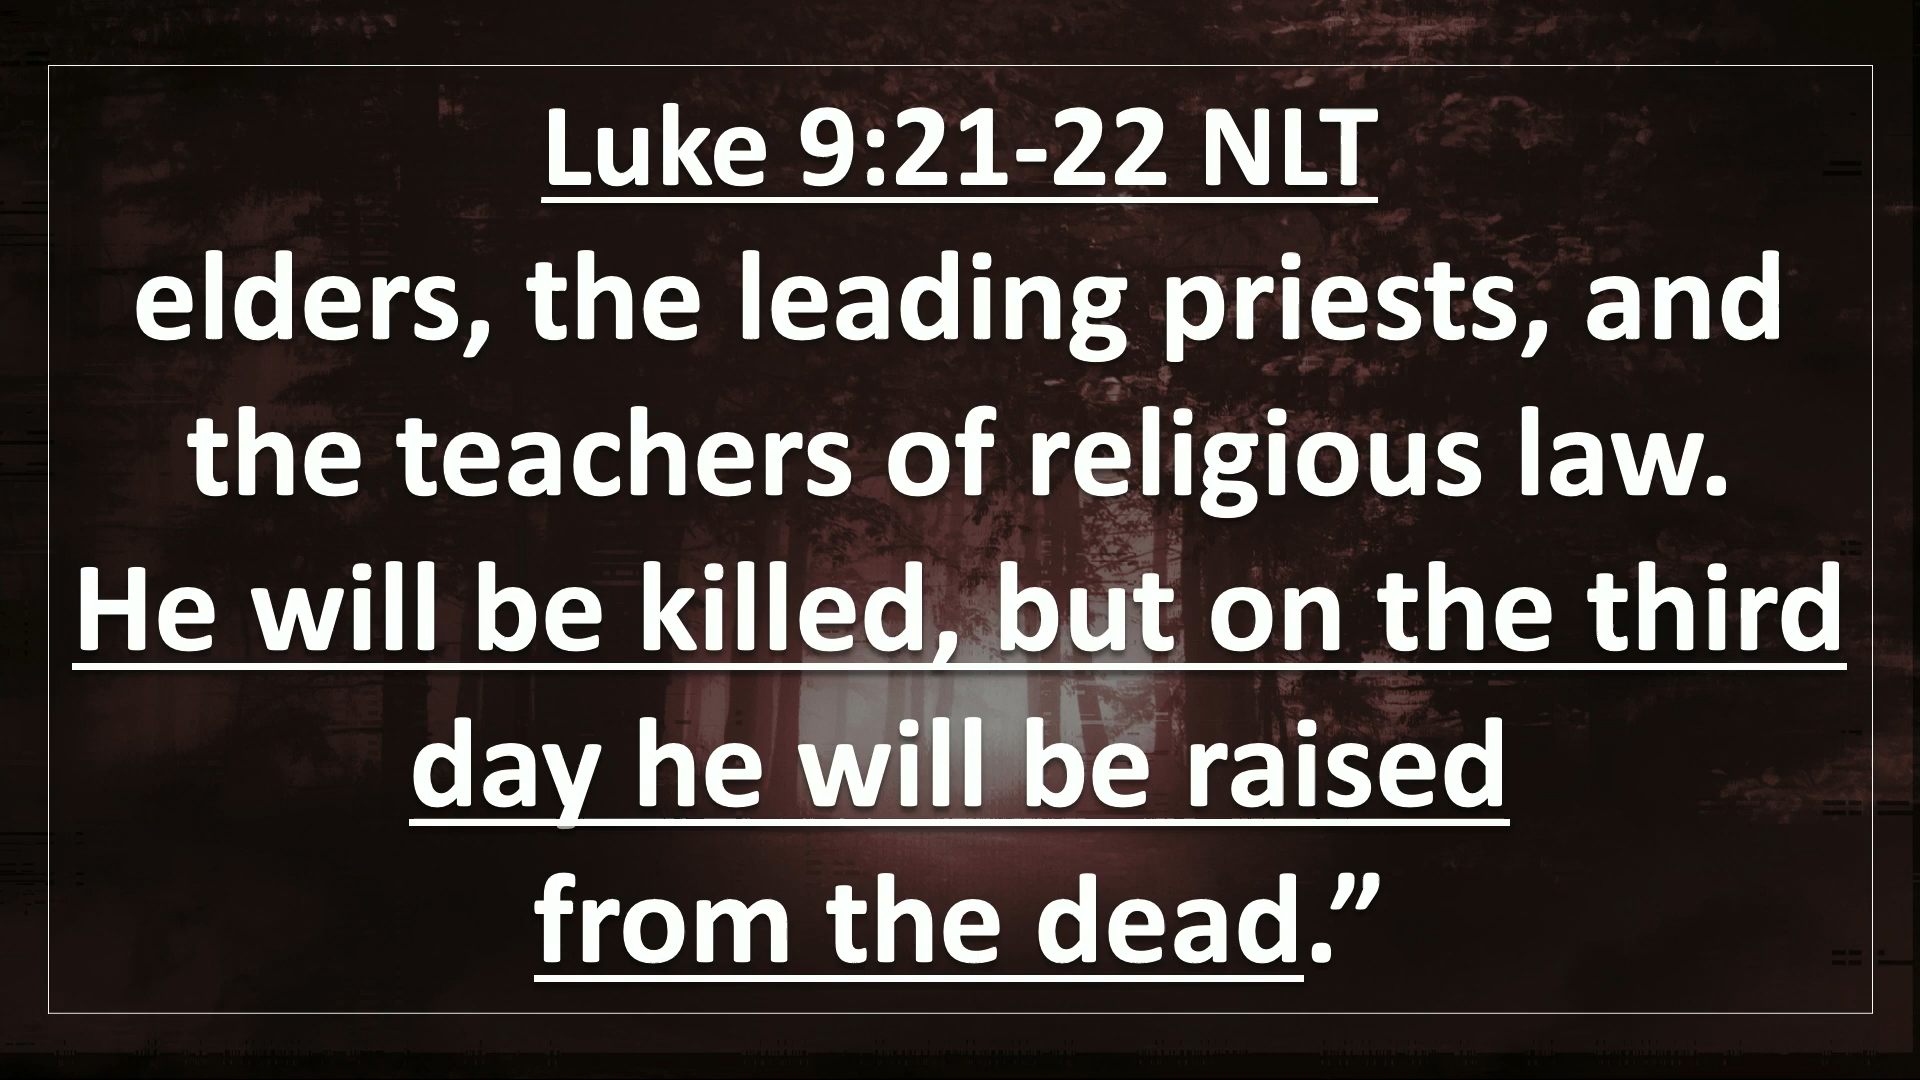 Luke 9:21-22 NLT
elders, the leading priests, and
the teachers of religious law.
He will be killed, but on the third
day he will be raised
from the dead.”